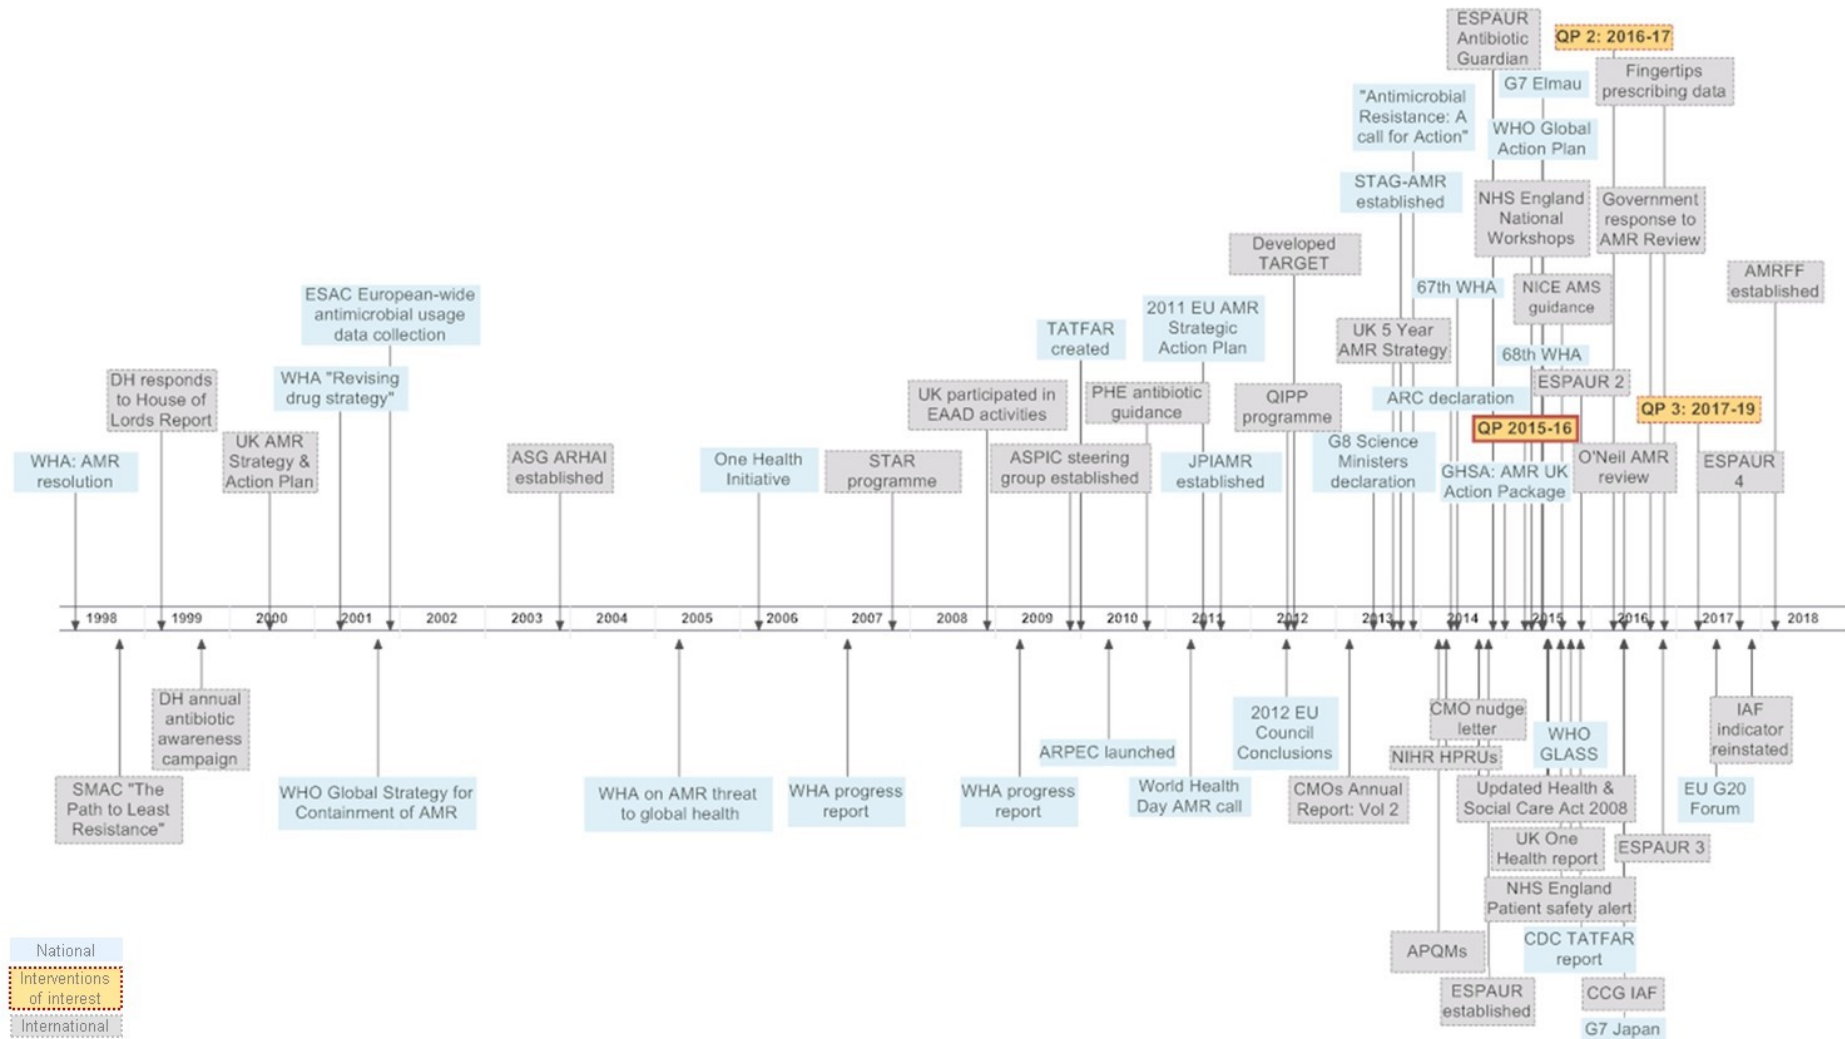 ESPAUR
Antibiotic
Guardian
QP 2: 2016-17
G7 Elmau
Fingertips
prescribing data
"Antimicrobial
Resistance: A
call for Action"
WHO Global
Action Plan
STAG-AMR
established
NHS England
National
Workshops
Government
response to
AMR Review
Developed
TARGET
AMRFF
established
ESAC European-wide
antimicrobial usage
data collection
67th WHA
NICE AMS
guidance
2011 EU AMR
Strategic
Action Plan
TATFAR
created
UK 5 Year
AMR Strategy
68th WHA
DH responds
to House of
Lords Report
WHA "Revising
drug strategy"
UK participated in
EAAD activities
PHE antibiotic
guidance
QIPP
programme
ARC declaration
ESPAUR 2
QP 3: 2017-19
QP 2015-16
UK AMR
Strategy &
Action Plan
G8 Science
Ministers
declaration
WHA: AMR
resolution
ASG ARHAI
established
One Health
Initiative
STAR
programme
ASPIC steering
group established
JPIAMR
established
GHSA: AMR UK
Action Package
O'Neil AMR
review
ESPAUR
4
1998 1999 2000 2001 2002 2003 2004 2005 2006 2007 2008 2009 2010 2011 2012 2013 2014 2015 2016 2017 2018
DH annual
antibiotic
awareness
campaign
SMAC "The
Path to Least
Resistance"
WHO Global Strategy for
Containment of AMR
WHA on AMR threat
to global health
WHA progress
report
WHA progress
report
ARPEC launched
World Health
Day AMR call
2012 EU
Council
Conclusions
CMOs Annual
Report: Vol 2
CMO nudge
letter
NIHR HPRUs
WHO
GLASS
IAF
indicator
reinstated
Updated Health &
Social Care Act 2008
EU G20
Forum
UK One
Health report
ESPAUR 3
NHS England
Patient safety alert
APQMs
CDC TATFAR
report
ESPAUR
established
CCG IAF
G7 Japan
National
Interventions
of interest
International